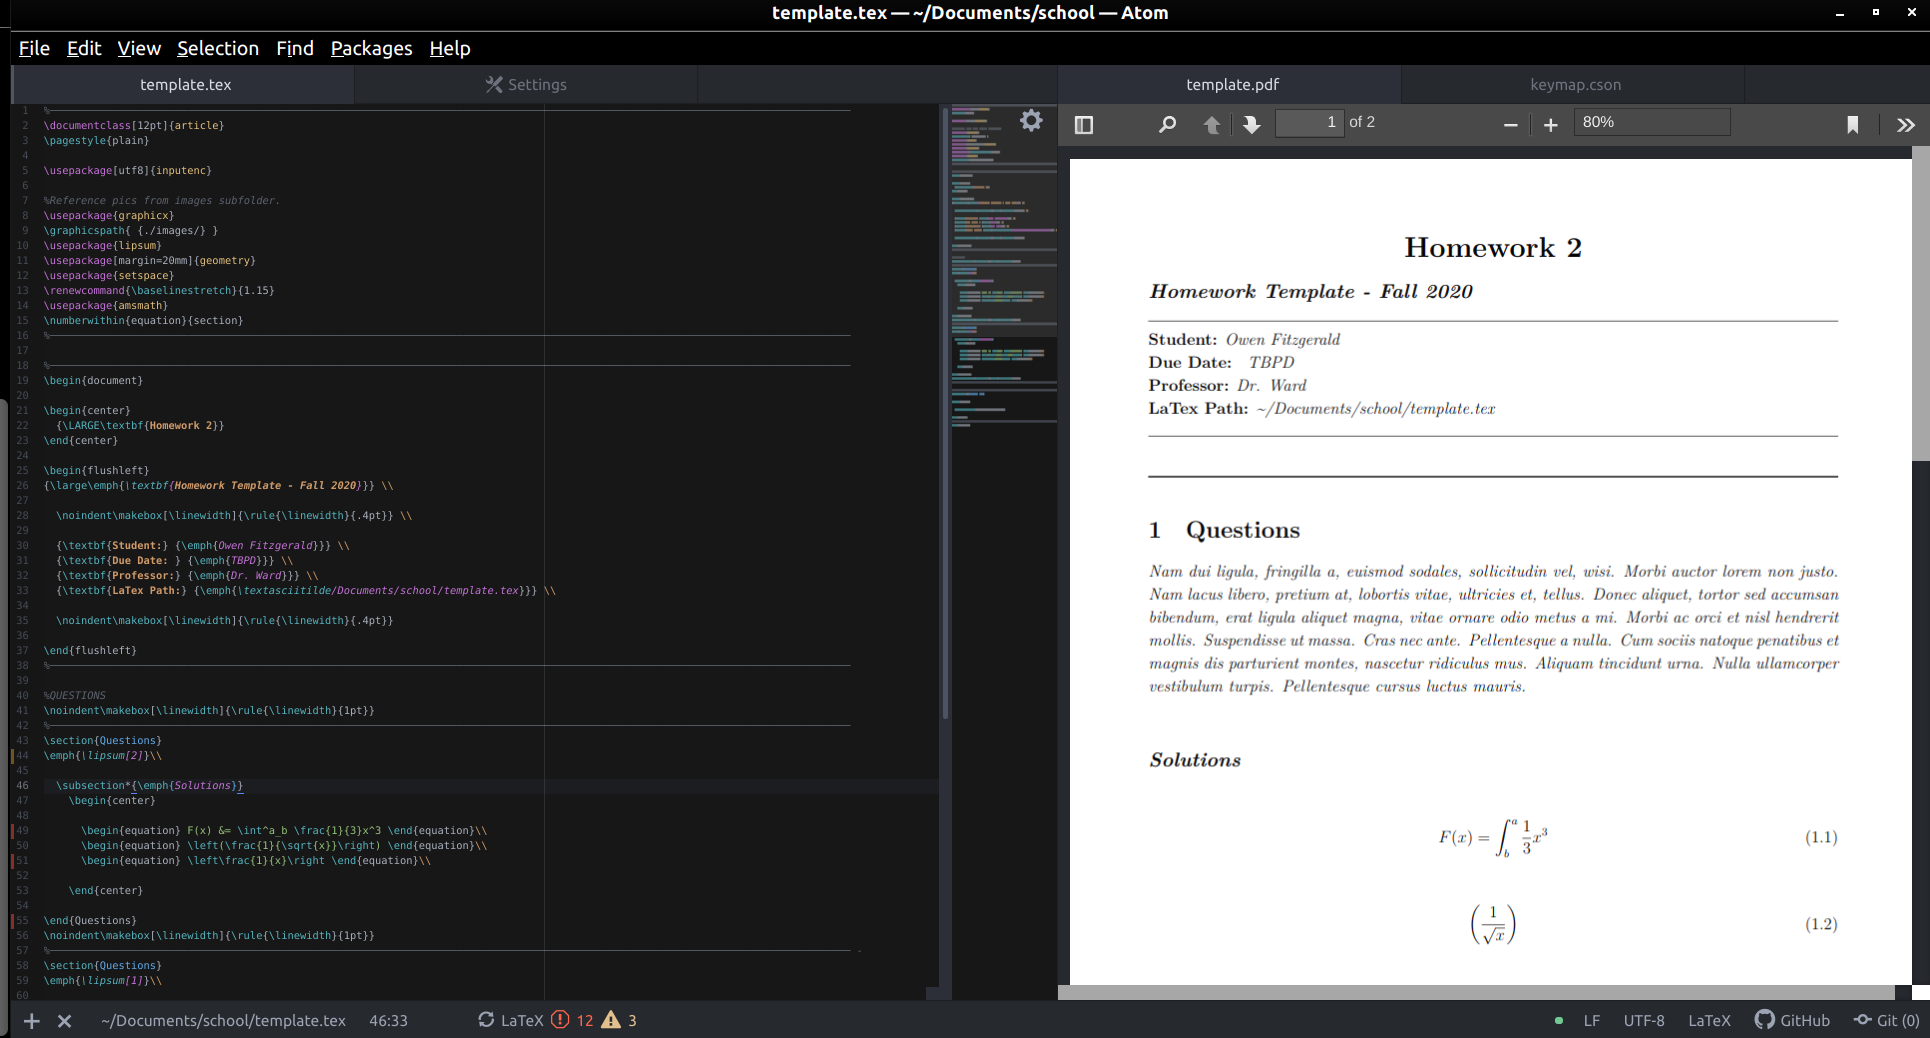 template.tex — ~/Documents/school — Atom
File Edit View Selection Find Packages Help
template.tex
Settings
template.pdf
keymap.cson
1 of 2
80%
1 %
2 \documentclass[12pt]{article}
3 \pagestyle{plain}
4
5 \usepackage[utf8]{inputenc}
6
7 %Reference pics from images subfolder.
8 \usepackage{graphicx}
9 \graphicspath{ {./images/} }
10 \usepackage{lipsum}
11 \usepackage[margin=20mm]{geometry}
12 \usepackage{setspace}
13 \renewcommand{\baselinestretch}{1.15}
14 \usepackage{amsmath}
15 \numberwithin{equation}{section}
16 %
17
18 %
19 \begin{document}
20
21 \begin{center}
22 {\LARGE\textbf{Homework 2}}
23 \end{center}
24
25 \begin{flushleft}
26 {\large\emph{\textbf{Homework Template - Fall 2020}}} \\
27
28 \noindent\makebox[\linewidth]{\rule{\linewidth}{.4pt}} \\
29
30 {\textbf{Student:} {\emph{Owen Fitzgerald}}} \\
31 {\textbf{Due Date: } {\emph{TBPD}}} \\
32 {\textbf{Professor:} {\emph{Dr. Ward}}} \\
33 {\textbf{LaTex Path:} {\emph{\textasciitilde/Documents/school/template.tex}}} \\
34
35 \noindent\makebox[\linewidth]{\rule{\linewidth}{.4pt}}
36
37 \end{flushleft}
38 %
39
40 %QUESTIONS
41 \noindent\makebox[\linewidth]{\rule{\linewidth}{1pt}}
42 %
43 \section{Questions}
44 \emph{\lipsum[2]}\\
45
46 \subsection*{\emph{Solutions}}
47 \begin{center}
48
49 \begin{equation} F(x) &= \int^a_b \frac{1}{3}x^3 \end{equation}\\
50 \begin{equation} \left(\frac{1}{\sqrt{x}}\right) \end{equation}\\
51 \begin{equation} \left\frac{1}{x}\right \end{equation}\\
52
53 \end{center}
54
55 \end{Questions}
56 \noindent\makebox[\linewidth]{\rule{\linewidth}{1pt}}
57 %
58 \section{Questions}
59 \emph{\lipsum[1]}\\
60
Homework 2
Homework Template - Fall 2020
Student: Owen Fitzgerald
Due Date: TBPD
Professor: Dr. Ward
LaTex Path: ~/Documents/school/template.tex
1 Questions
Nam dui ligula, fringilla a, euismod sodales, sollicitudin vel, wisi. Morbi auctor lorem non justo.
Nam lacus libero, pretium at, lobortis vitae, ultricies et, tellus. Donec aliquet, tortor sed accumsan
bibendum, erat ligula aliquet magna, vitae ornare odio metus a mi. Morbi ac orci et nisl hendrerit
mollis. Suspendisse ut massa. Cras nec ante. Pellentesque a nulla. Cum sociis natoque penatibus et
magnis dis parturient montes, nascetur ridiculus mus. Aliquam tincidunt urna. Nulla ullamcorper
vestibulum turpis. Pellentesque cursus luctus mauris.
Solutions
F(x) = ∫_b^a 1/3 x³ (1.1)
(1/√x) (1.2)
~/Documents/school/template.tex 46:33 LaTeX 12 3 LF UTF-8 LaTeX GitHub Git (0)